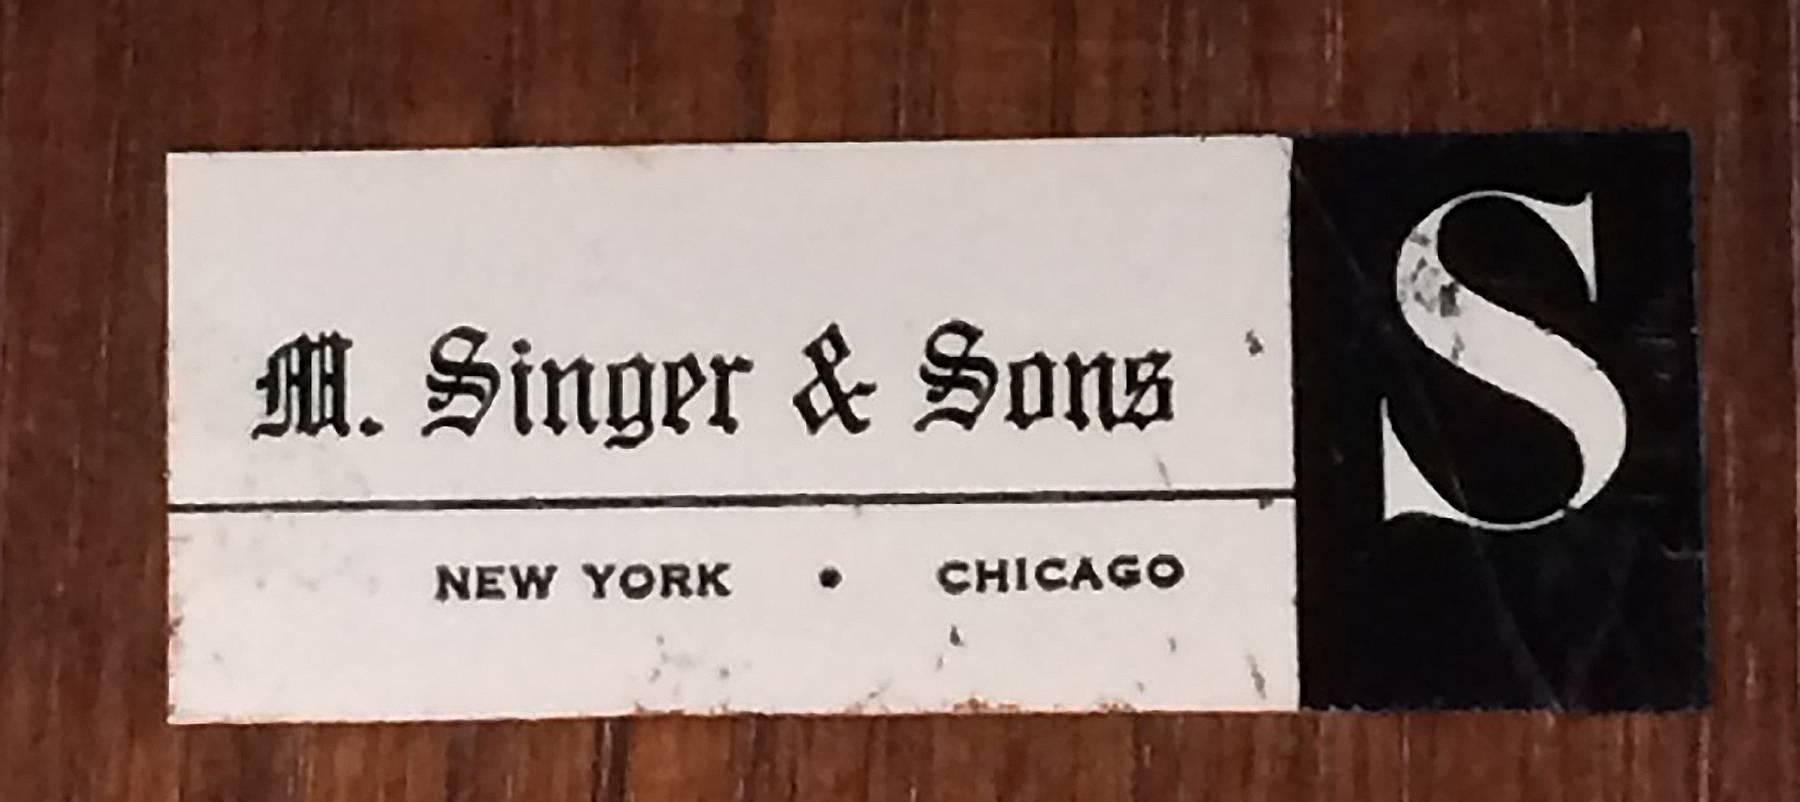 M. Singer & Sons
NEW YORK • CHICAGO
S